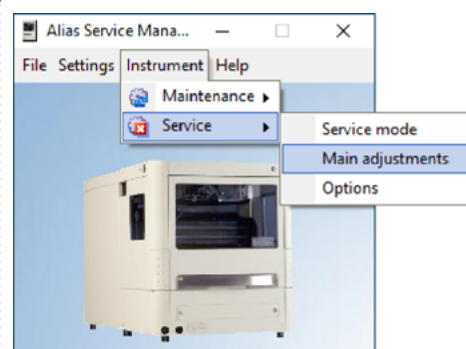 Alias Service Mana...
File Settings Instrument Help
Maintenance
Service
Service mode
Main adjustments
Options